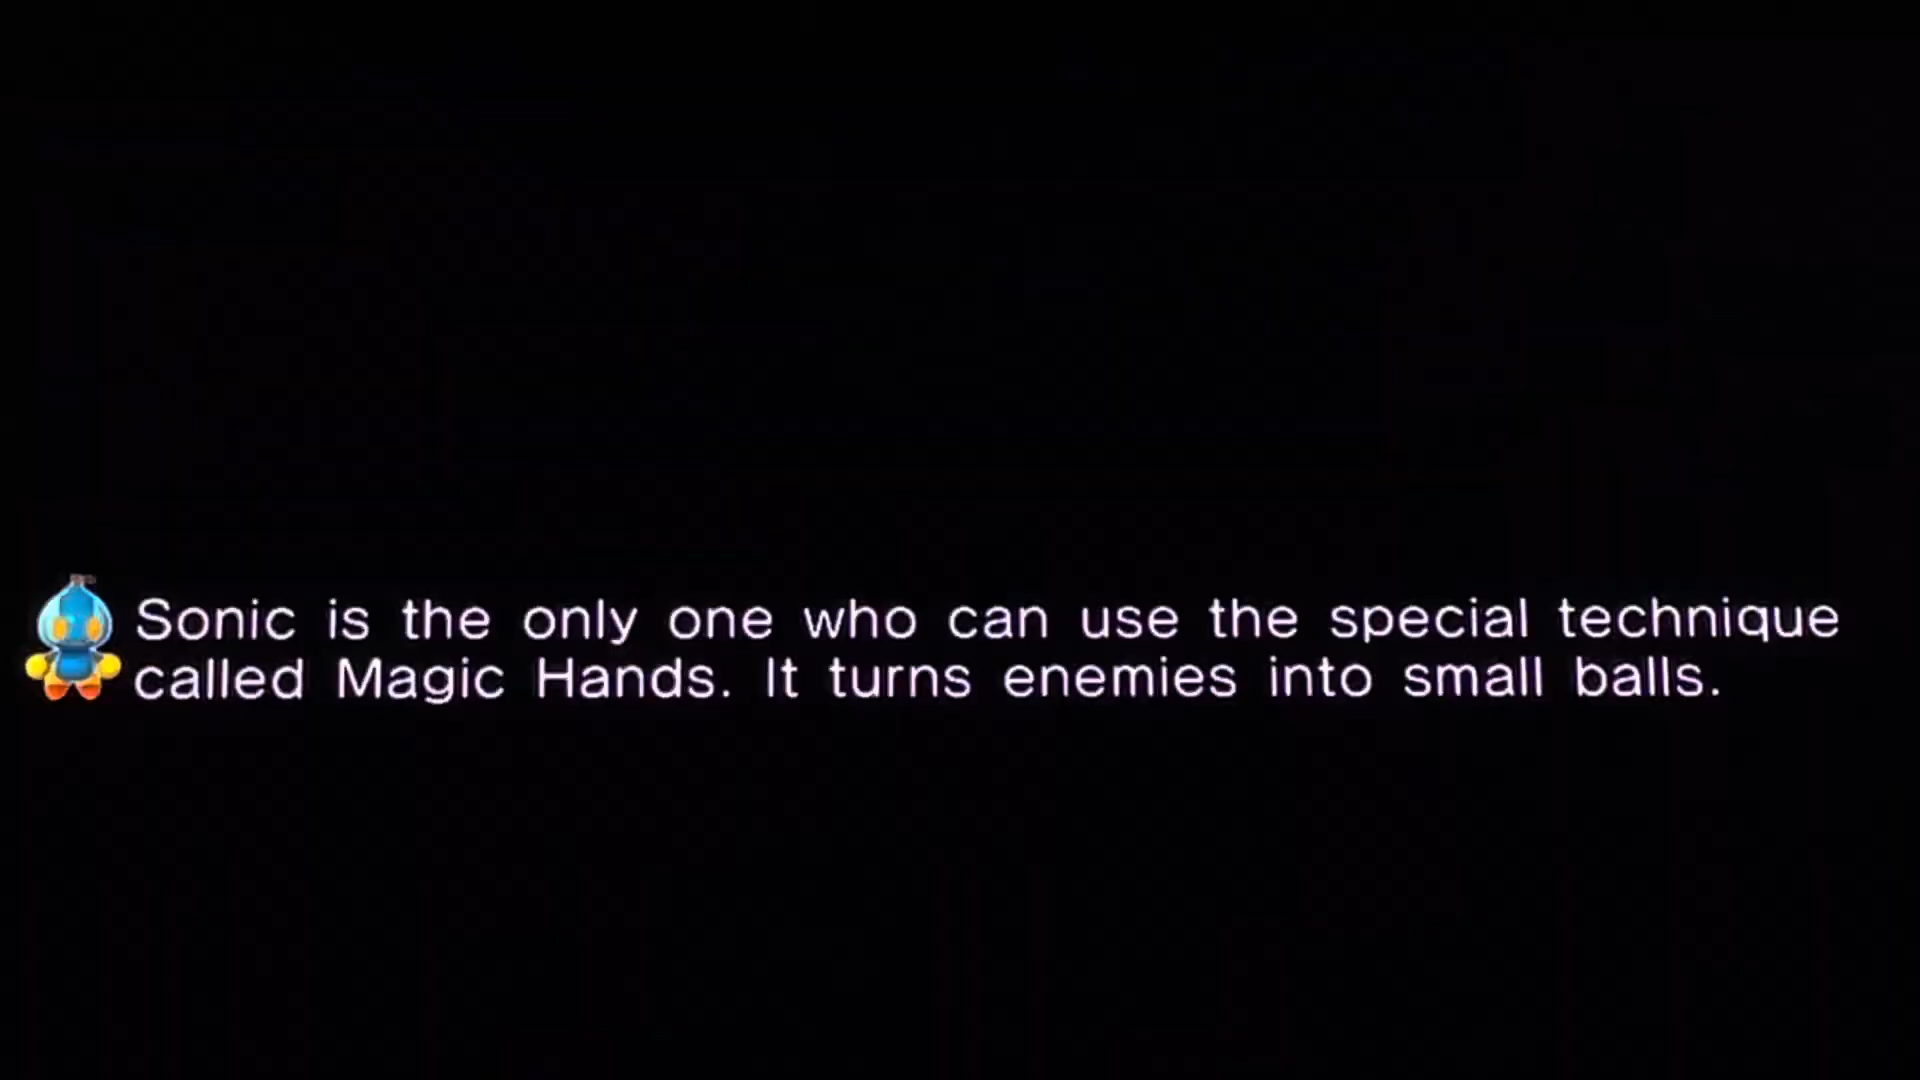 Sonic is the only one who can use the special technique
called Magic Hands. It turns enemies into small balls.